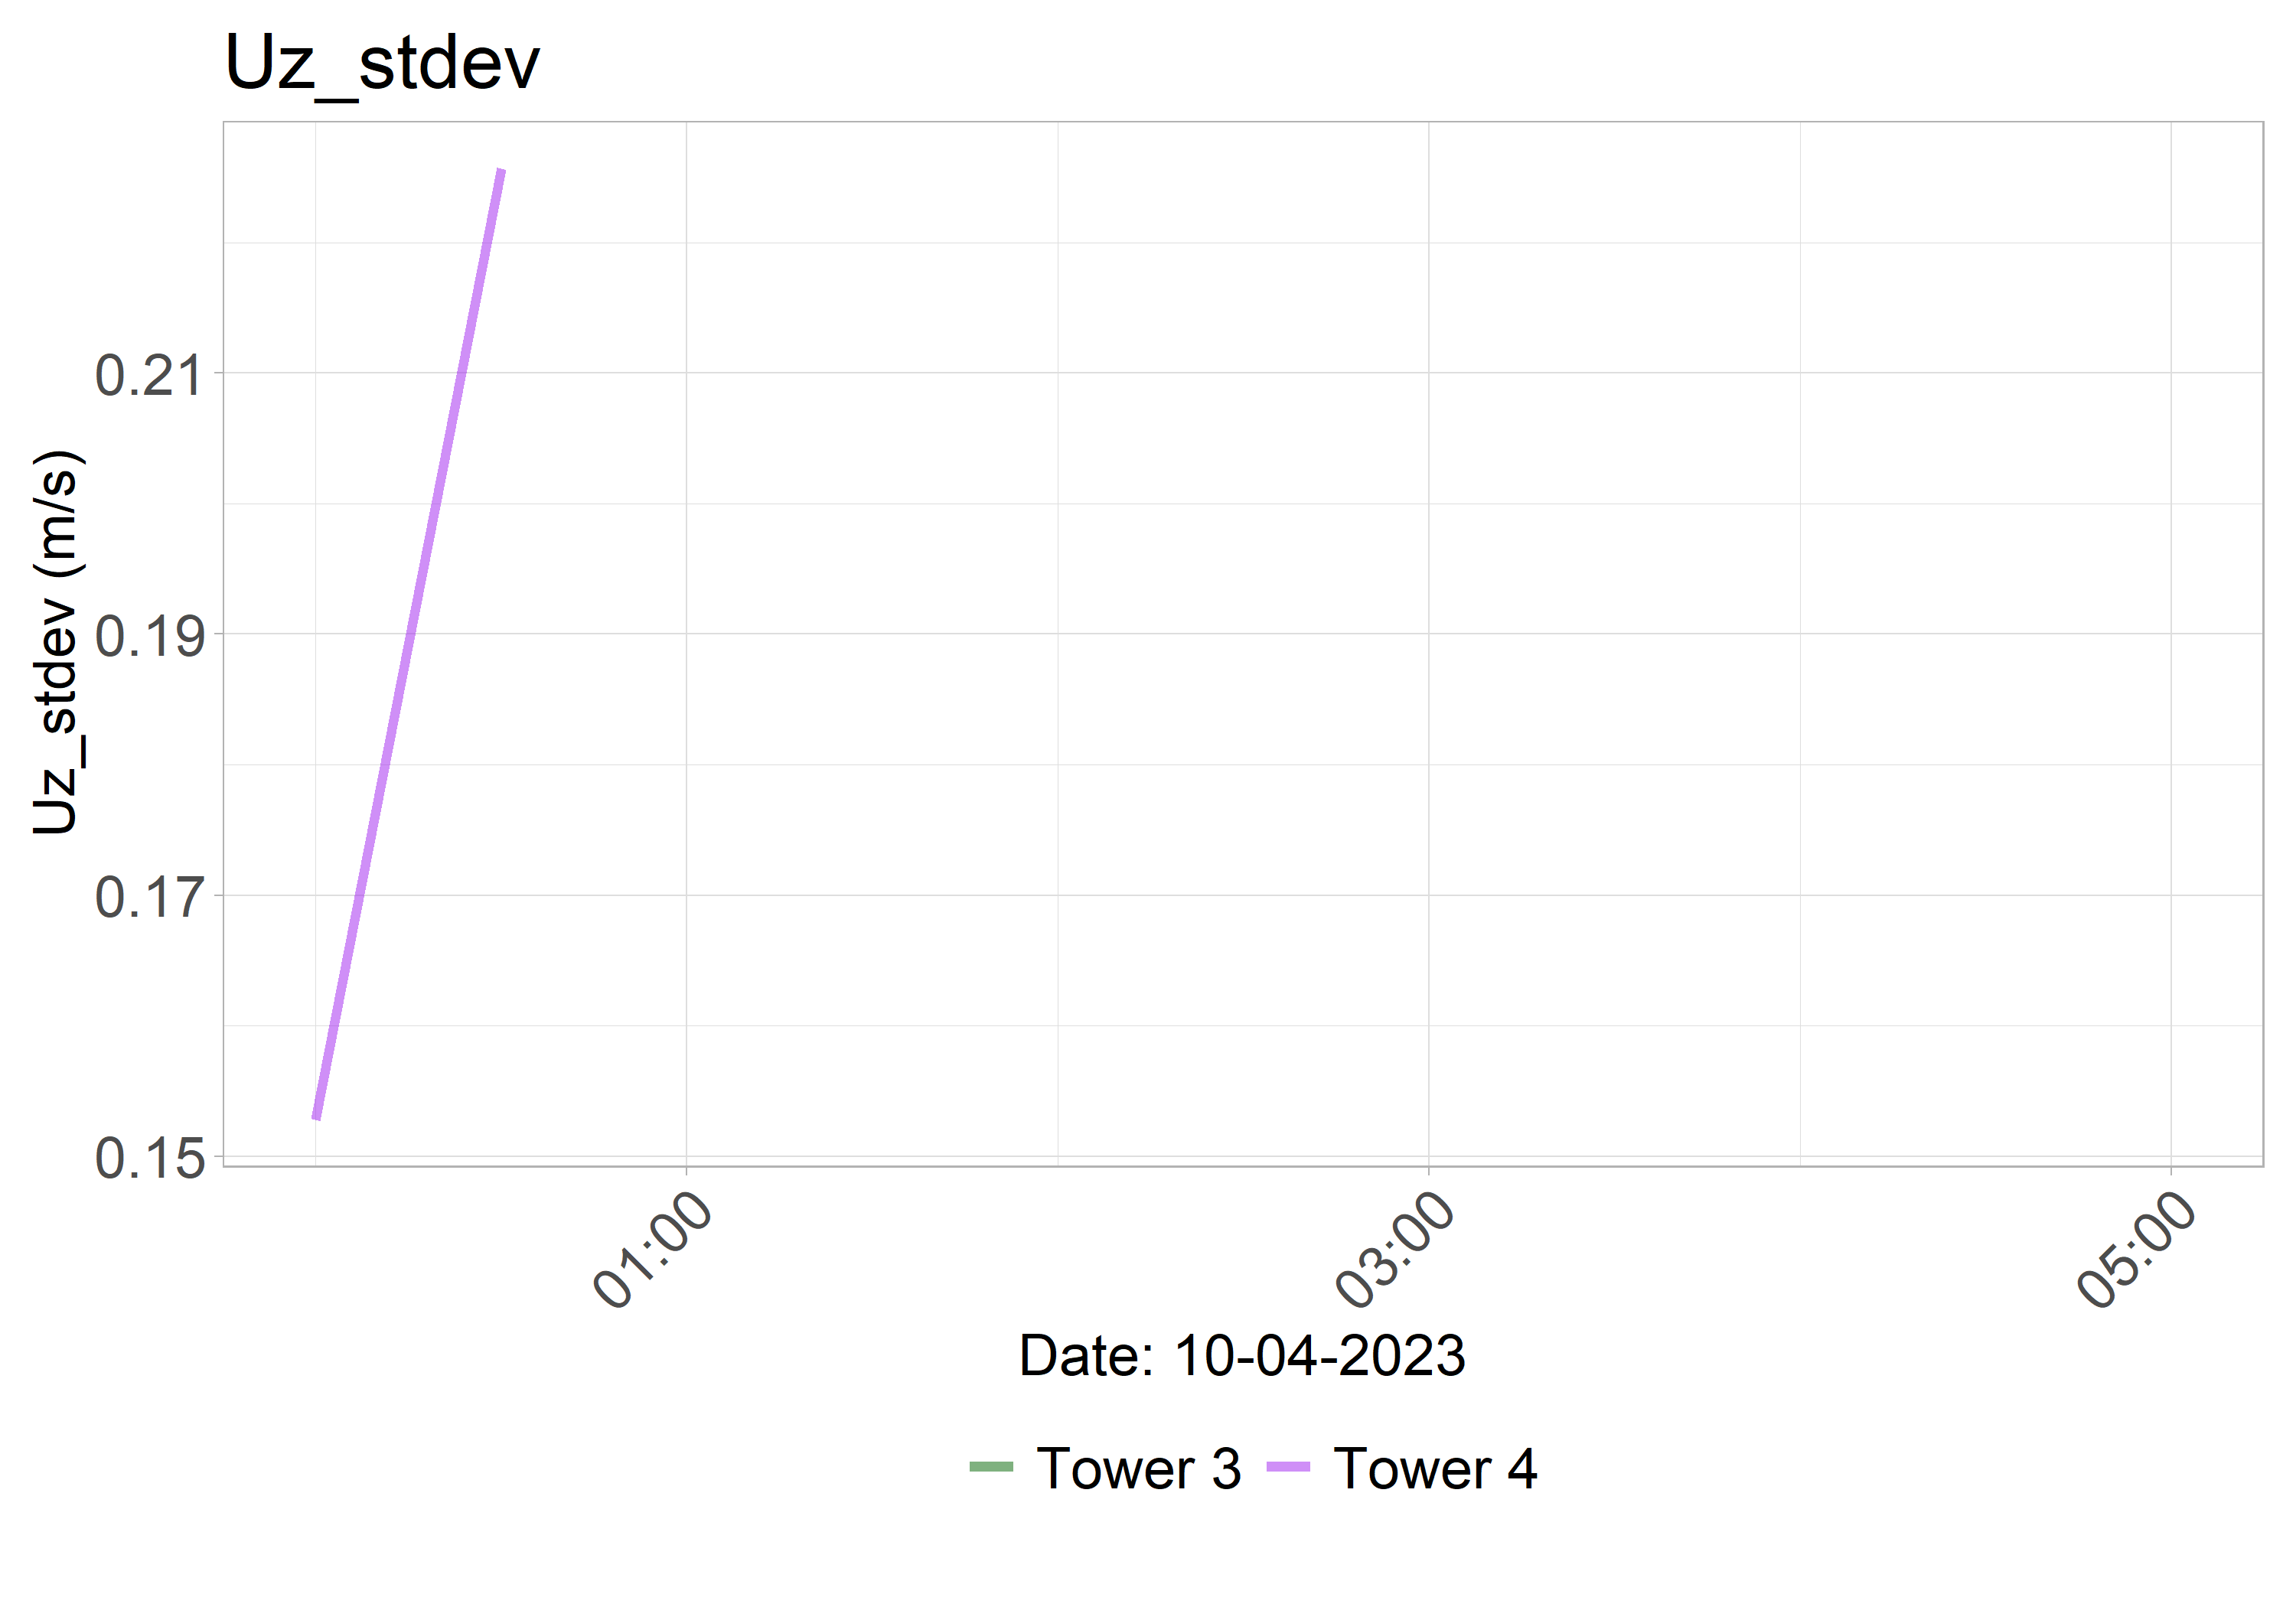 Uz_stdev
Uz_stdev (m/s)
0.21
0.19
0.17
0.15
01:00
03:00
05:00
Date: 10-04-2023
Tower 3
Tower 4